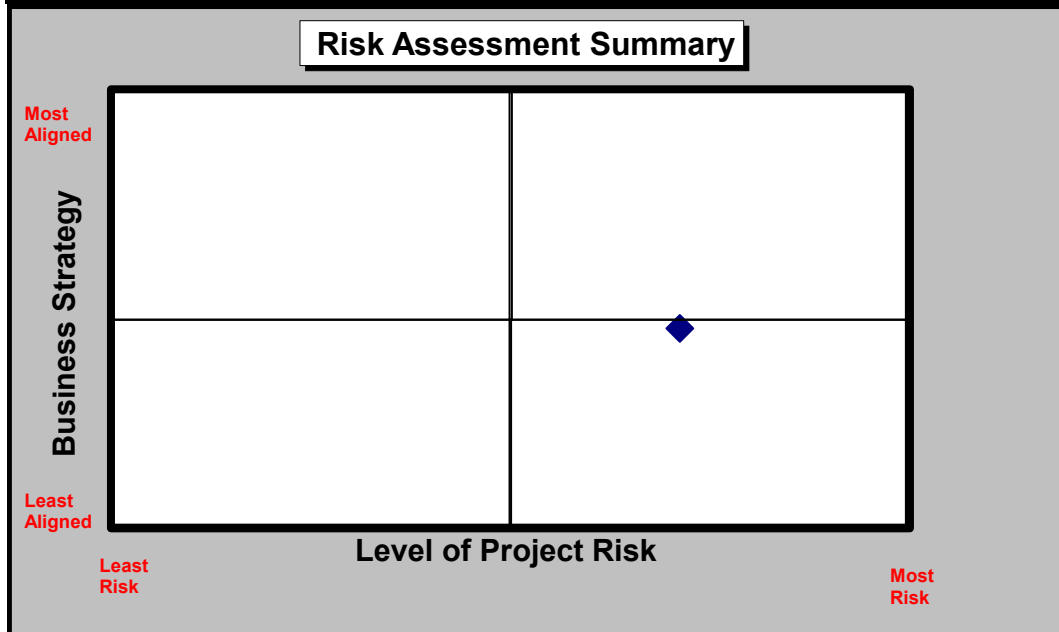 Risk Assessment Summary
Most
Aligned
Business Strategy
Least
Aligned
Level of Project Risk
Least
Risk
Most
Risk